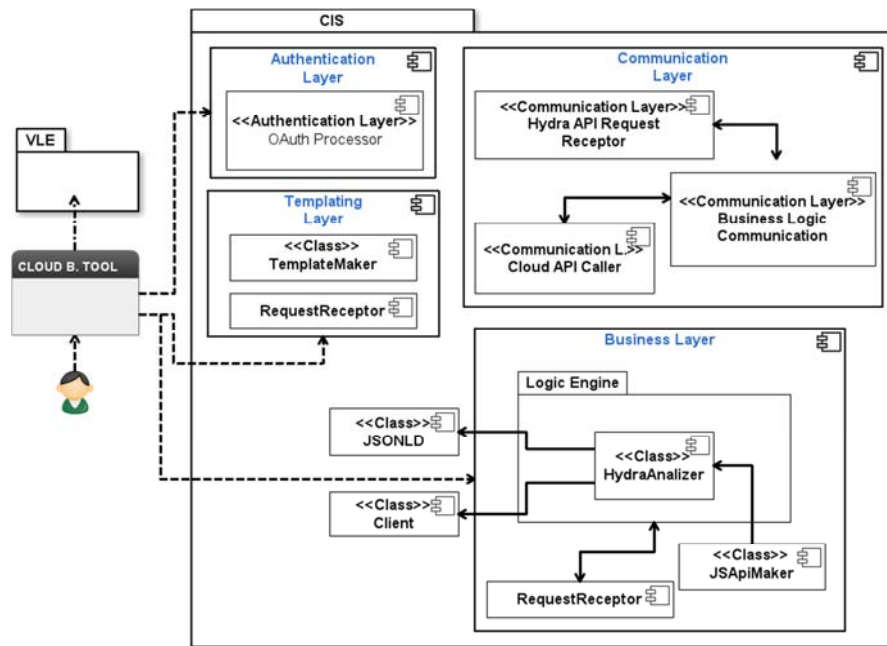 CIS
Authentication
Layer
<<Authentication Layer>>
OAuth Processor
Communication
Layer
<<Communication Layer>>
Hydra API Request
Receptor
<<Communication Layer>>
Business Logic
Communication
<<Communication L.>>
Cloud API Caller
VLE
CLOUD B. TOOL
Templating
Layer
<<Class>>
TemplateMaker
RequestReceptor
Business Layer
Logic Engine
<<Class>>
HydraAnalizer
<<Class>>
JSONLD
<<Class>>
Client
<<Class>>
JSApiMaker
RequestReceptor